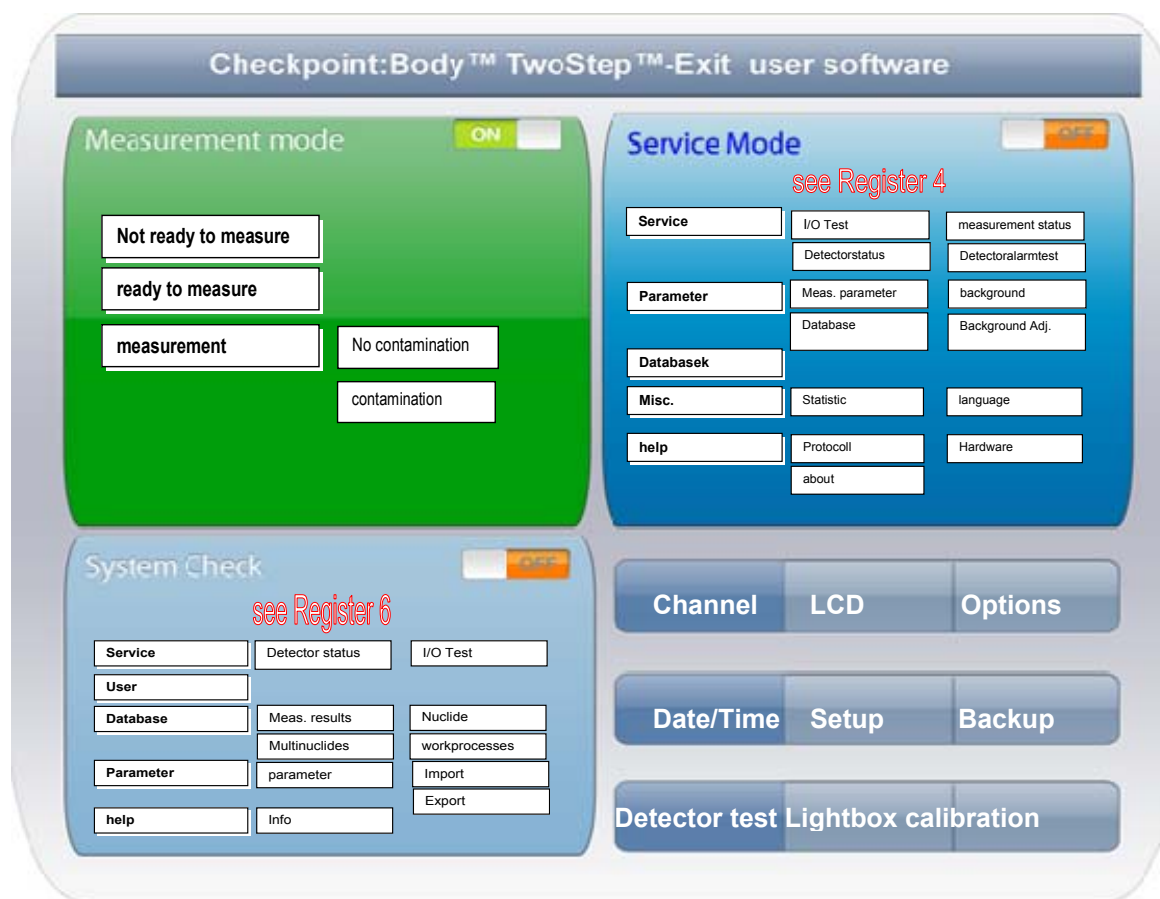 Checkpoint:Body™ TwoStep™-Exit user software
Measurement mode
ON
Not ready to measure
ready to measure
measurement
No contamination
contamination
Service Mode
OFF
see Register 4
Service
I/O Test
measurement status
Detectorstatus
Detectoralarmtest
Parameter
Meas. parameter
background
Database
Background Adj.
Databasek
Misc.
Statistic
language
help
Protocoll
Hardware
about
System Check
OFF
see Register 6
Service
Detector status
I/O Test
User
Database
Meas. results
Nuclide
Multinuclides
workprocesses
Parameter
parameter
Import
Export
help
Info
Channel LCD Options
Date/Time Setup Backup
Detector test Lightbox calibration